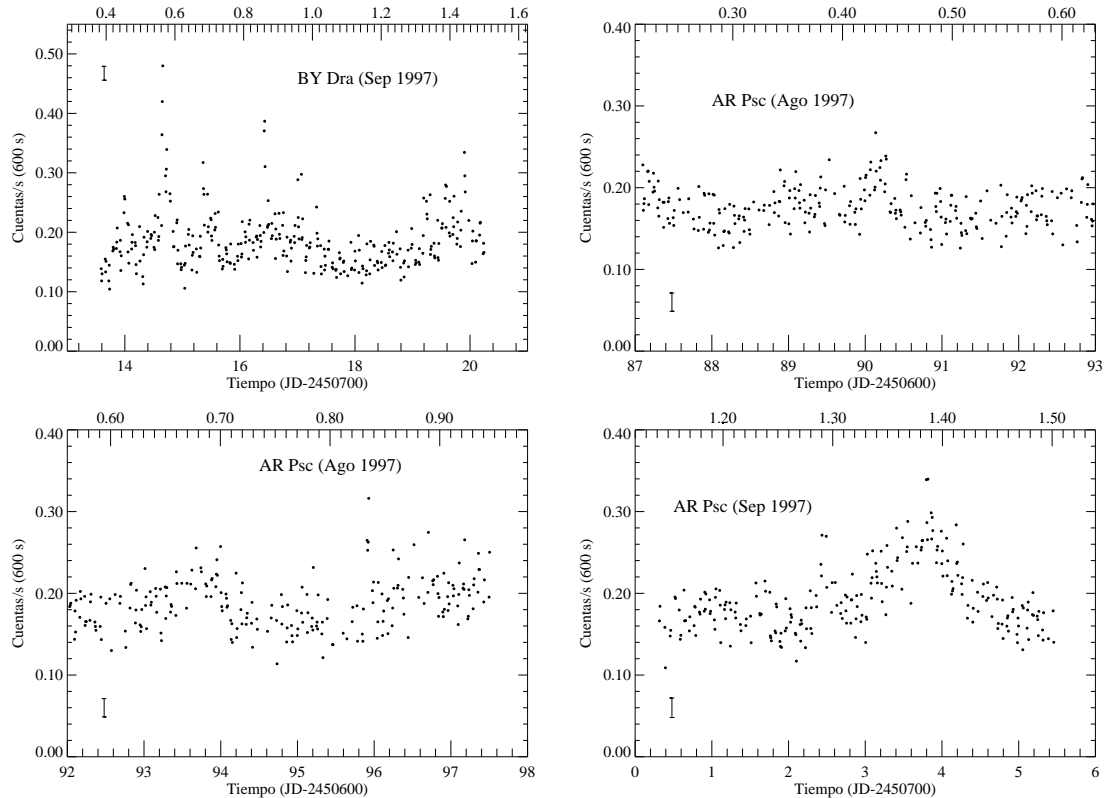 0.4 0.6 0.8 1.0 1.1 1.3 1.5 1.6
0.50
0.40
0.30
0.20
0.10
0.00
Cuentas/s (600 s)
BY Dra (Sep 1997)
14 16 18 20
Tiempo (JD-2450700)
0.30 0.40 0.50 0.60
0.40
0.30
0.20
0.10
0.00
Cuentas/s (600 s)
AR Psc (Ago 1997)
87 88 89 90 91 92 93
Tiempo (JD-2450600)
0.60 0.70 0.80 0.90
0.40
0.30
0.20
0.10
0.00
Cuentas/s (600 s)
AR Psc (Ago 1997)
92 93 94 95 96 97 98
Tiempo (JD-2450600)
1.20 1.30 1.40 1.50
0.40
0.30
0.20
0.10
0.00
Cuentas/s (600 s)
AR Psc (Sep 1997)
0 1 2 3 4 5 6
Tiempo (JD-2450700)